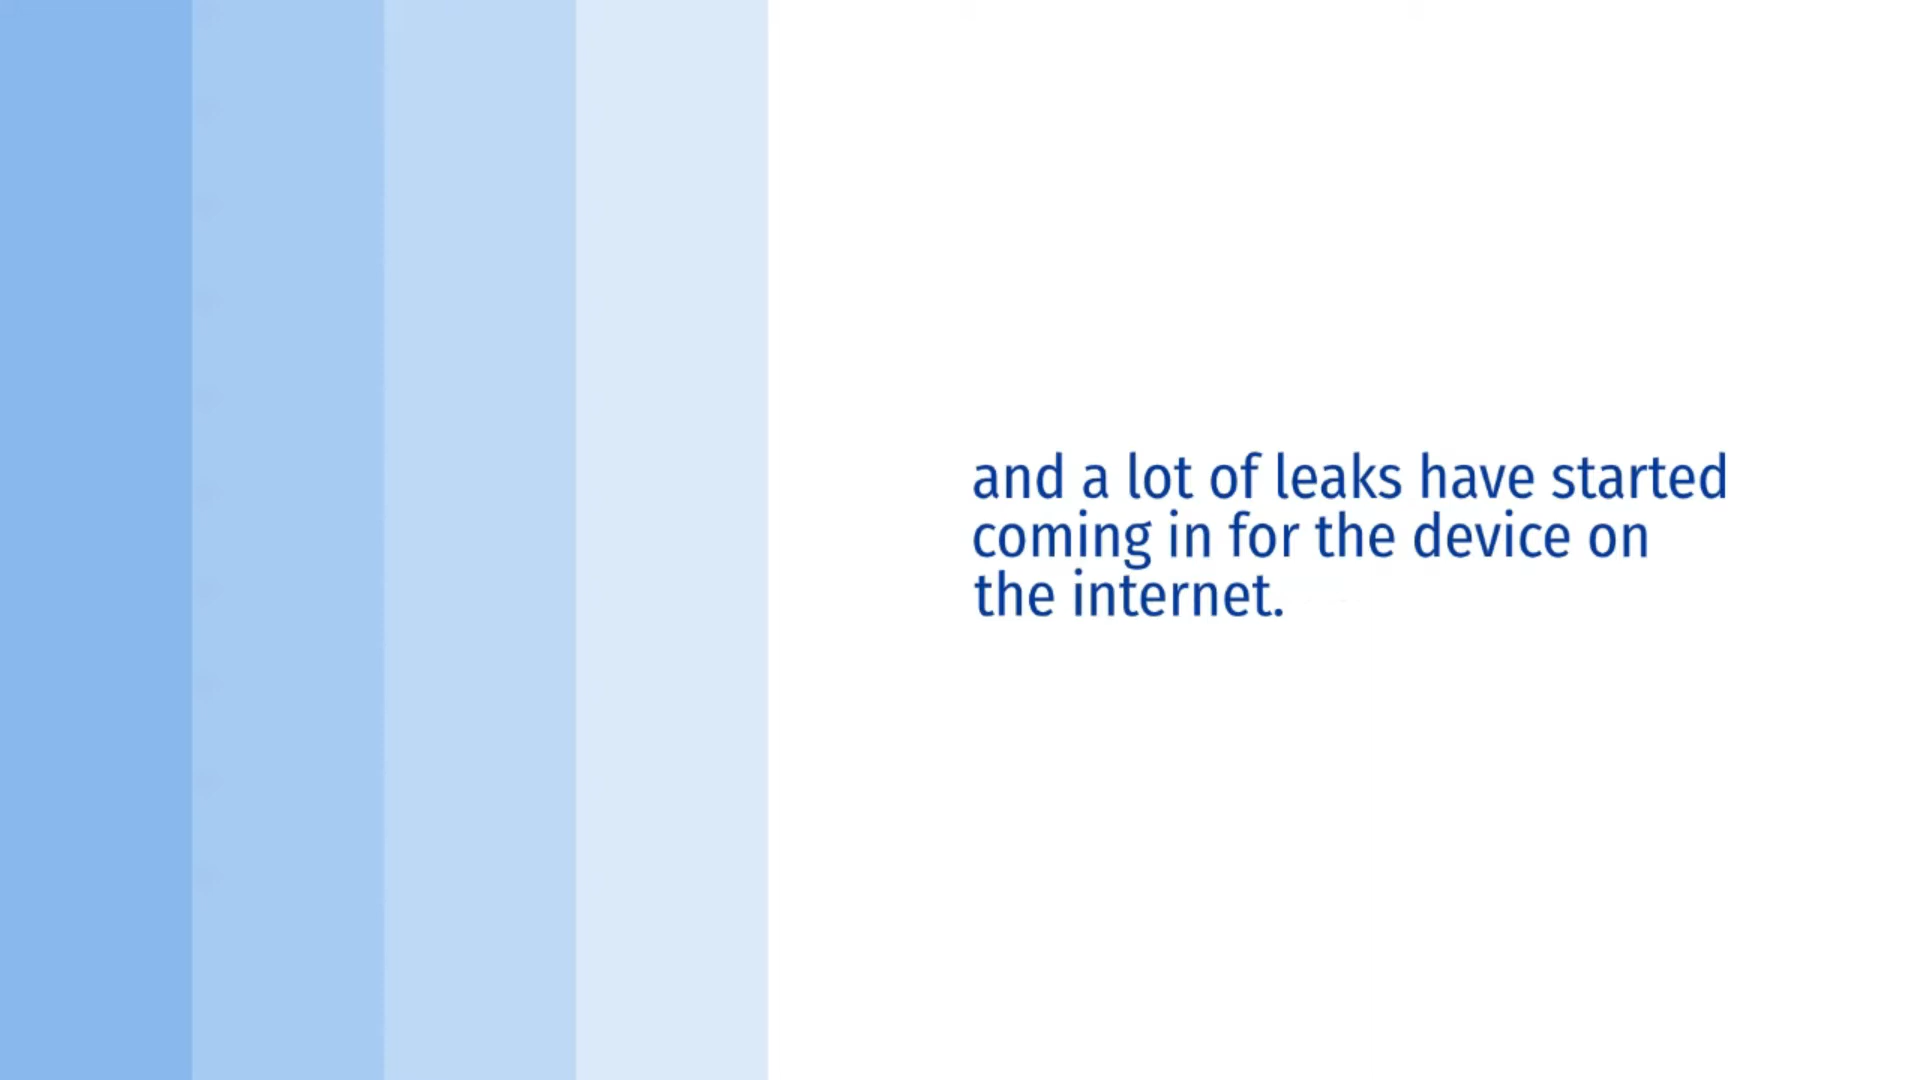 and a lot of leaks have started
coming in for the device on
the internet.